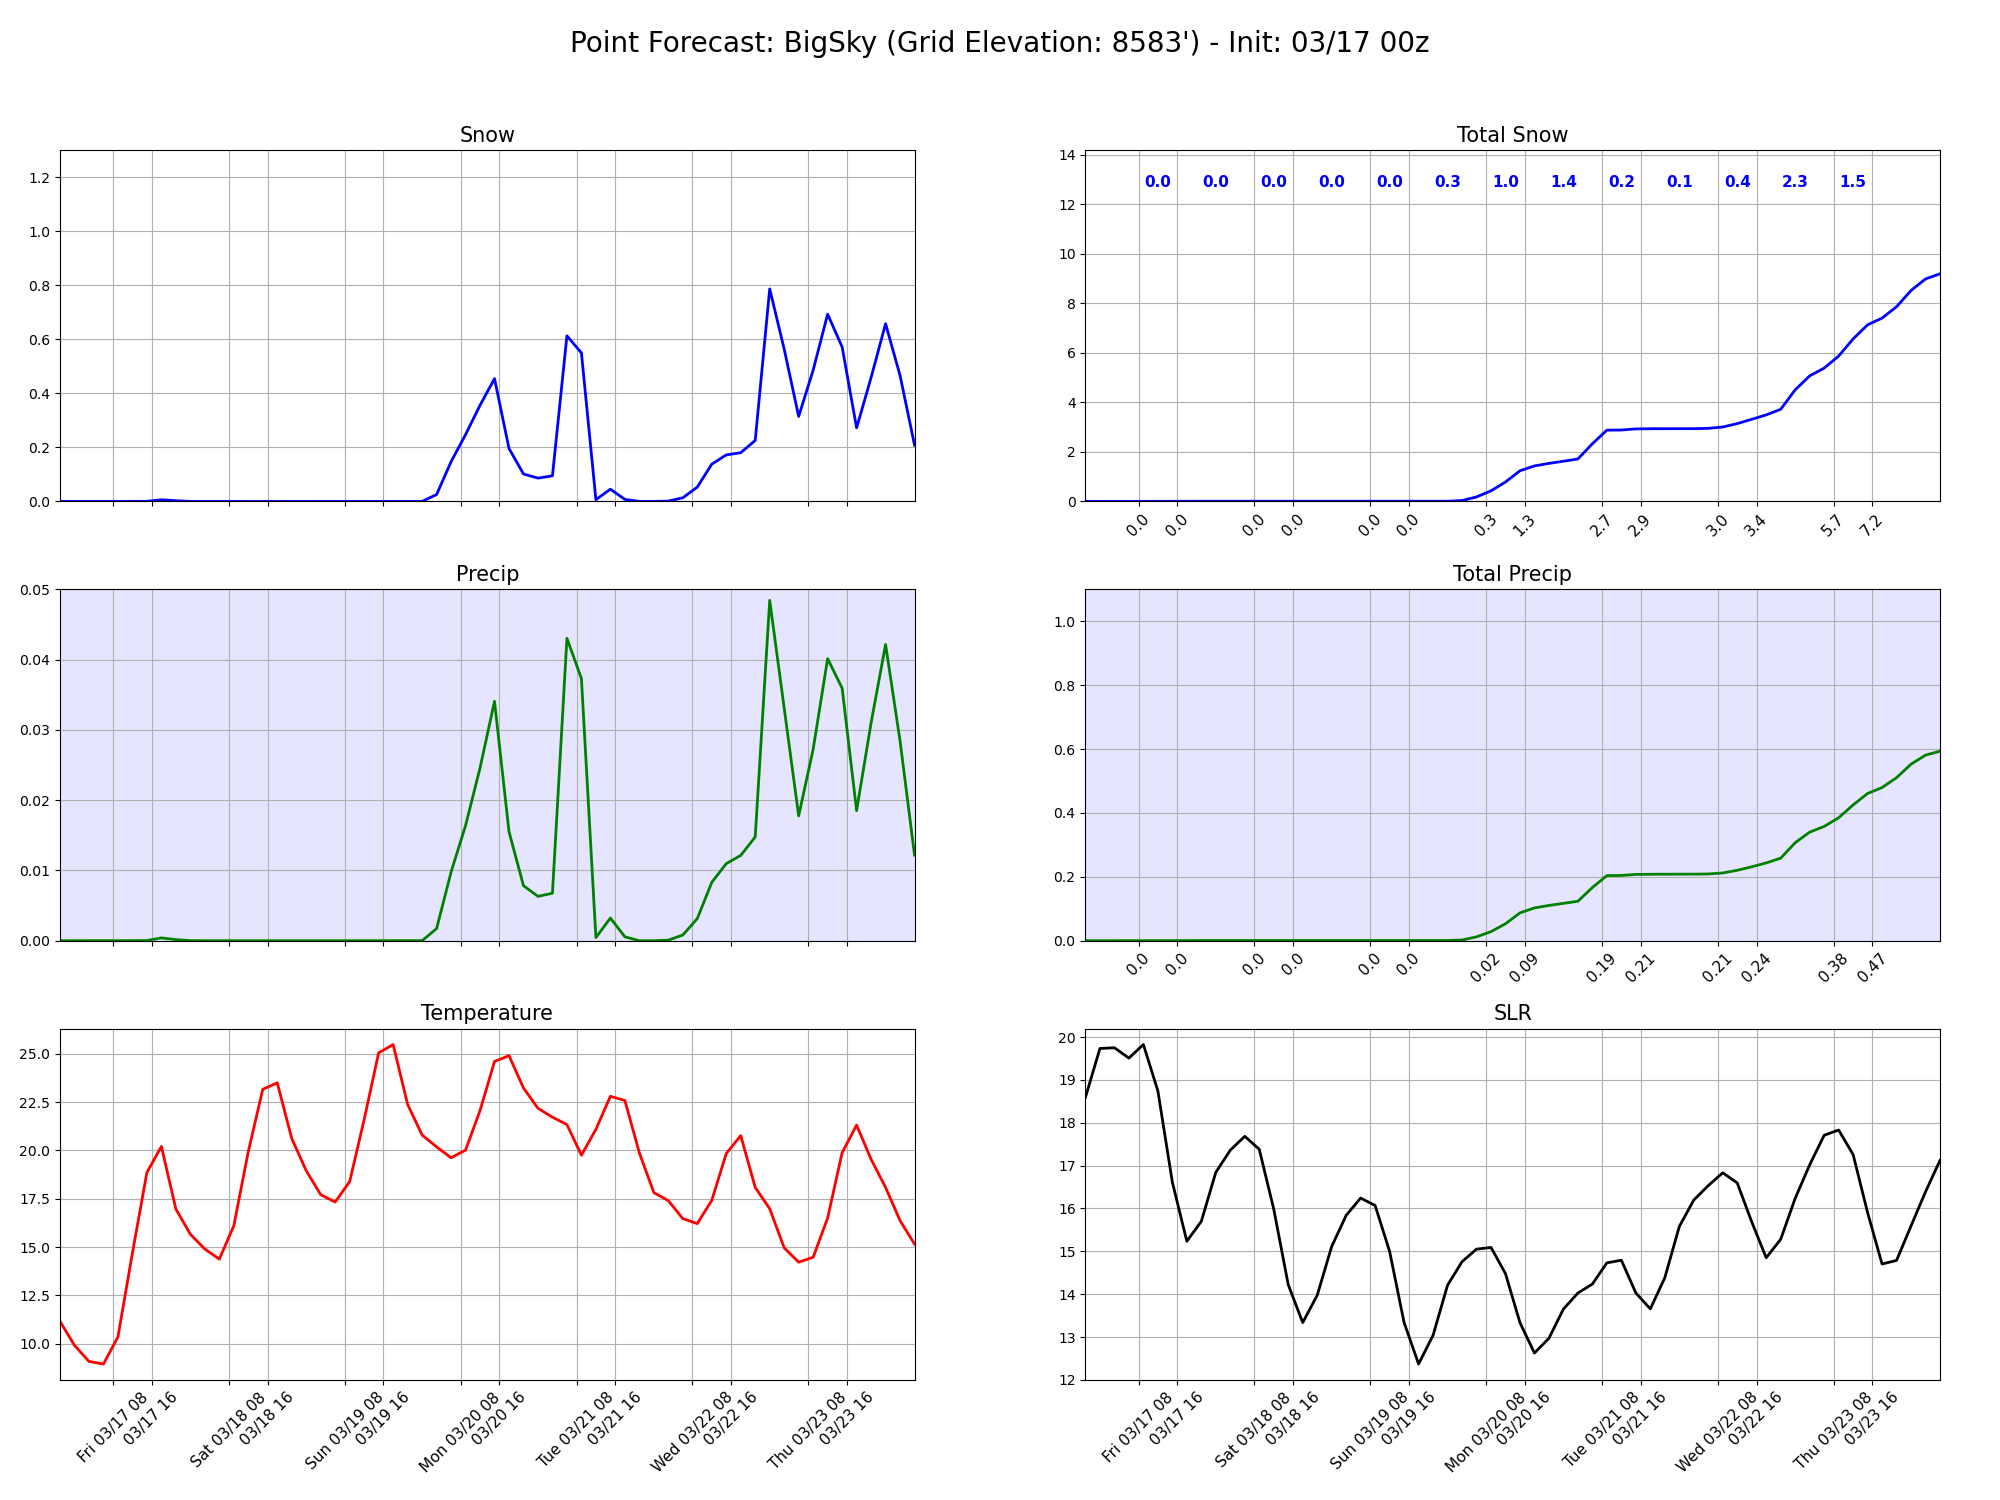 Point Forecast: BigSky (Grid Elevation: 8583') - Init: 03/17 00z
Snow
1.2
1.0
0.8
0.6
0.4
0.2
0.0
Total Snow
14
12
10
8
6
4
2
0
0.0 0.0 0.0 0.0 0.0 0.3 1.0 1.4 0.2 0.1 0.4 2.3 1.5
0.0 0.0 0.0 0.0 0.0 0.0 0.3 1.3 2.7 2.9 3.0 3.4 5.7 7.2
Precip
0.05
0.04
0.03
0.02
0.01
0.00
Total Precip
1.0
0.8
0.6
0.4
0.2
0.0
0.0 0.0 0.0 0.0 0.0 0.0 0.02 0.09 0.19 0.21 0.21 0.24 0.38 0.47
Temperature
25.0
22.5
20.0
17.5
15.0
12.5
10.0
Fri 03/17 08
03/17 16
Sat 03/18 08
03/18 16
Sun 03/19 08
03/19 16
Mon 03/20 08
03/20 16
Tue 03/21 08
03/21 16
Wed 03/22 08
03/22 16
Thu 03/23 08
03/23 16
SLR
20
19
18
17
16
15
14
13
12
Fri 03/17 08
03/17 16
Sat 03/18 08
03/18 16
Sun 03/19 08
03/19 16
Mon 03/20 08
03/20 16
Tue 03/21 08
03/21 16
Wed 03/22 08
03/22 16
Thu 03/23 08
03/23 16